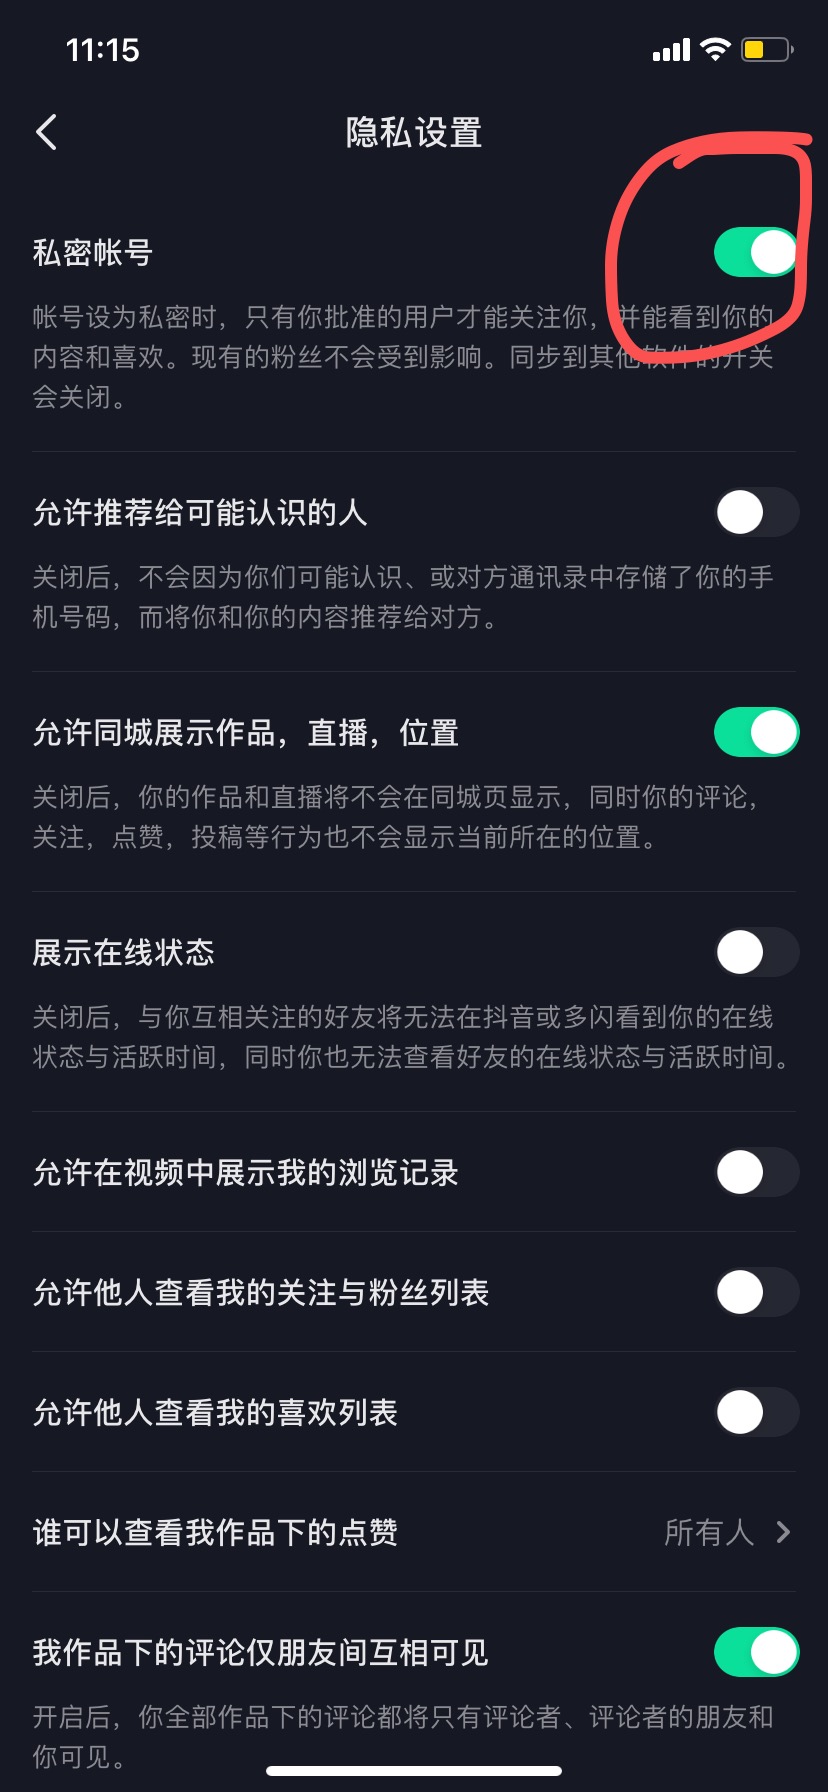 11:15
隐私设置
私密帐号
帐号设为私密时，只有你批准的用户才能关注你，并能看到你的
内容和喜欢。现有的粉丝不会受到影响。同步到其他软件的开关
会关闭。
允许推荐给可能认识的人
关闭后，不会因为你们可能认识、或对方通讯录中存储了你的手
机号码，而将你和你的内容推荐给对方。
允许同城展示作品，直播，位置
关闭后，你的作品和直播将不会在同城页显示，同时你的评论，
关注，点赞，投稿等行为也不会显示当前所在的位置。
展示在线状态
关闭后，与你互相关注的好友将无法在抖音或多闪看到你的在线
状态与活跃时间，同时你也无法查看好友的在线状态与活跃时间。
允许在视频中展示我的浏览记录
允许他人查看我的关注与粉丝列表
允许他人查看我的喜欢列表
谁可以查看我作品下的点赞 所有人
我作品下的评论仅朋友间互相可见
开启后，你全部作品下的评论都将只有评论者、评论者的朋友和
你可见。